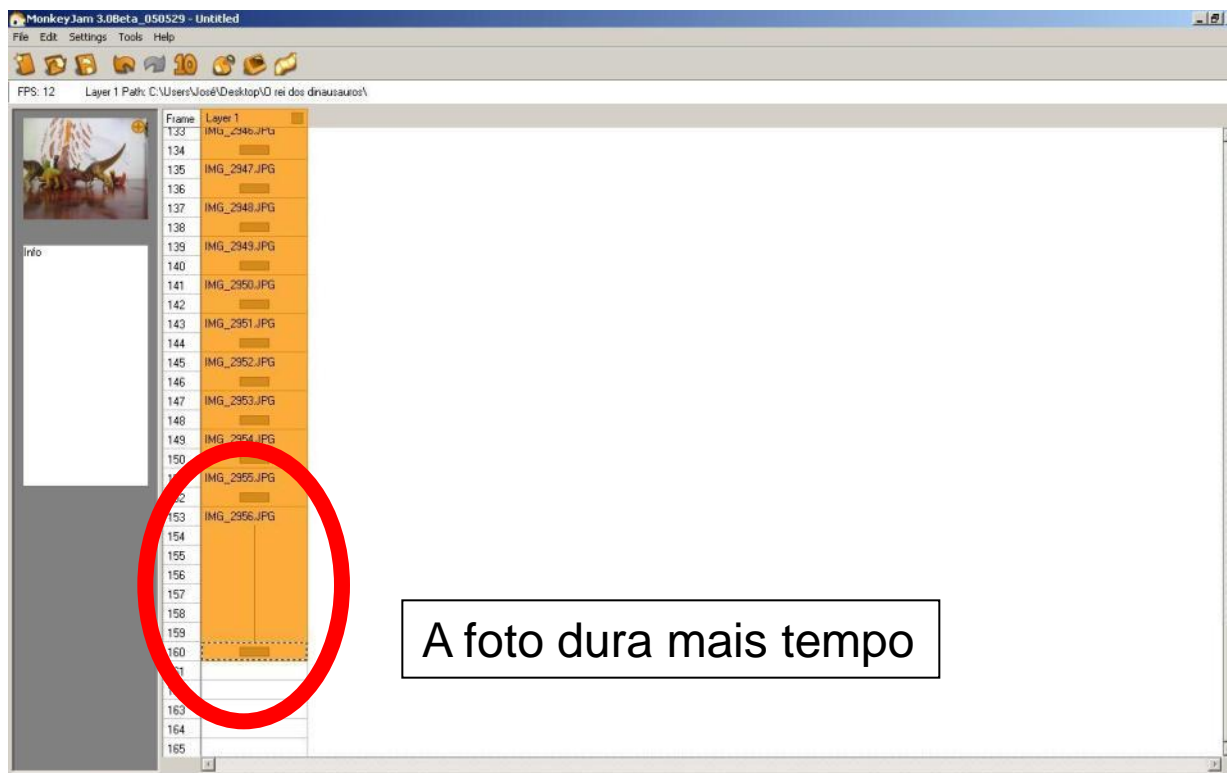 MonkeyJam 3.0Beta_050529 - Untitled
File Edit Settings Tools Help
10
FPS: 12 Layer 1 Path: C:\Users\José\Desktop\O rei dos dinausauros\
Frame Layer 1
133 IMG_2946.JPG
134
135 IMG_2947.JPG
136
137 IMG_2948.JPG
138
Info
139 IMG_2949.JPG
140
141 IMG_2950.JPG
142
143 IMG_2951.JPG
144
145 IMG_2952.JPG
146
147 IMG_2953.JPG
148
149 IMG_2954.JPG
150
IMG_2955.JPG
153 IMG_2956.JPG
154
155
156
157
158
159
160
A foto dura mais tempo
163
164
165